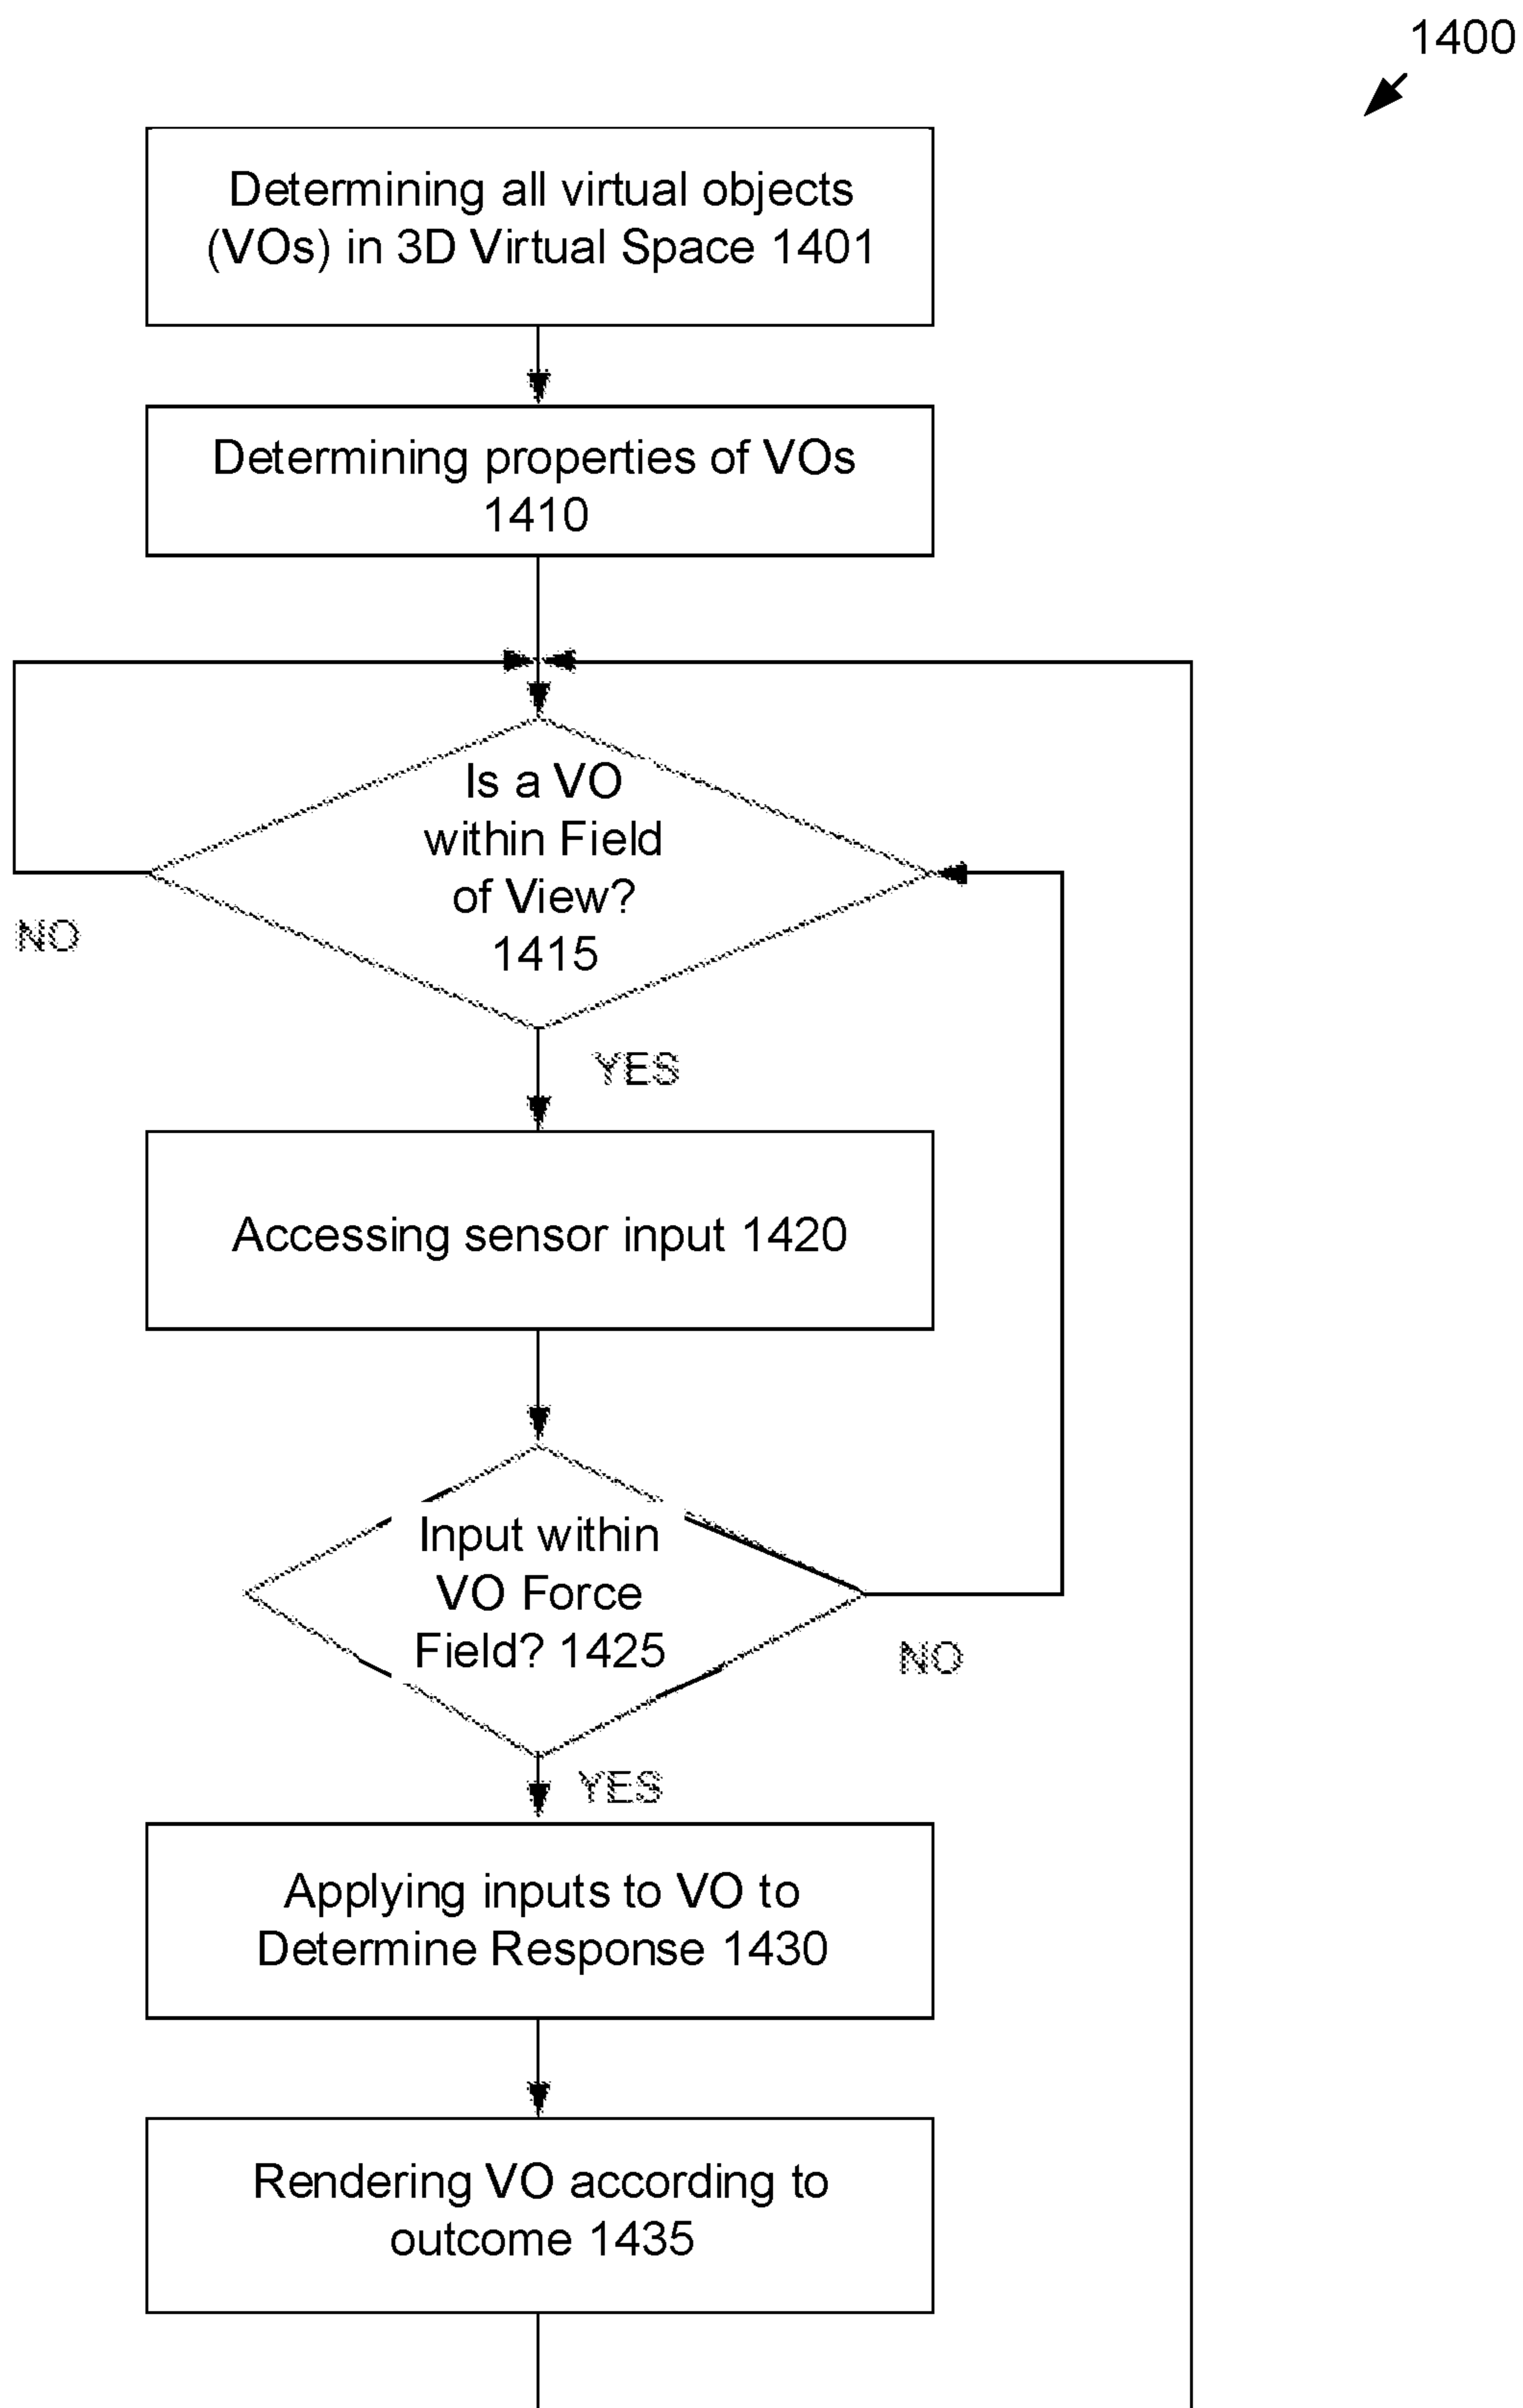 1400
Determining all virtual objects
(VOs) in 3D Virtual Space 1401
Determining properties of VOs
1410
Is a VO
within Field
of View?
1415
NO
YES
Accessing sensor input 1420
Input within
VO Force
Field? 1425
NO
YES
Applying inputs to VO to
Determine Response 1430
Rendering VO according to
outcome 1435